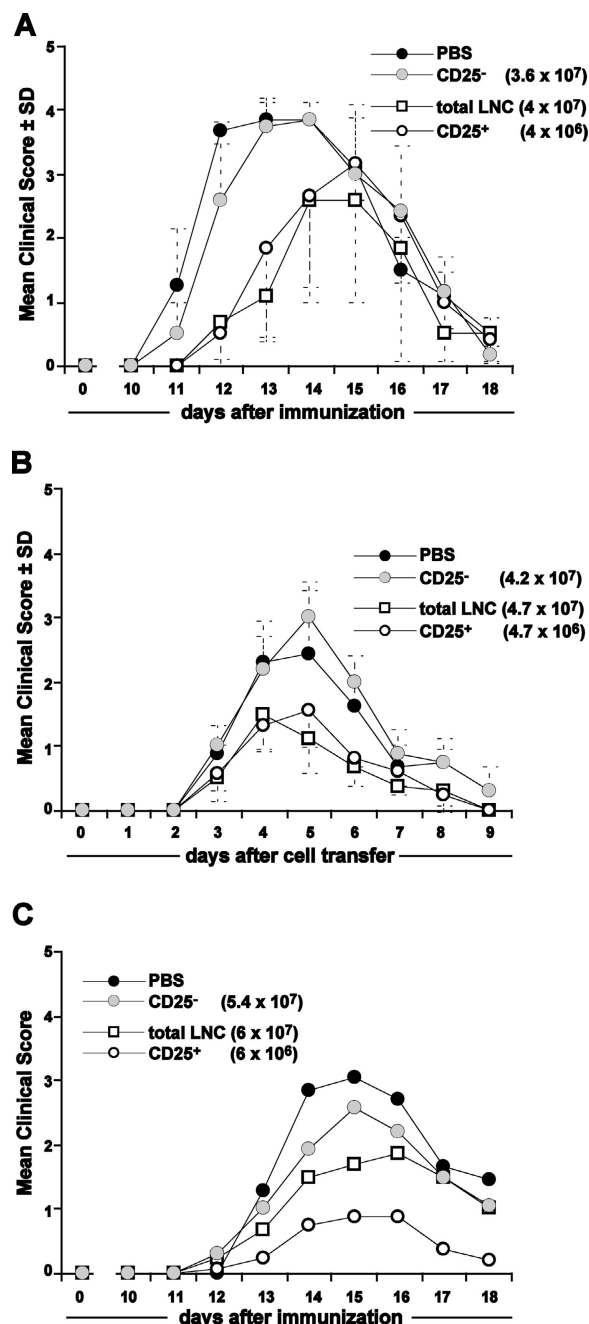 A
5
4
3
2
1
0
Mean Clinical Score ± SD
PBS
CD25- (3.6 x 10⁷)
total LNC (4 x 10⁷)
CD25+ (4 x 10⁶)
0 10 11 12 13 14 15 16 17 18
days after immunization
B
5
4
3
2
1
0
Mean Clinical Score ± SD
PBS
CD25- (4.2 x 10⁷)
total LNC (4.7 x 10⁷)
CD25+ (4.7 x 10⁶)
0 1 2 3 4 5 6 7 8 9
days after cell transfer
C
5
4
3
2
1
0
Mean Clinical Score
PBS
CD25- (5.4 x 10⁷)
total LNC (6 x 10⁷)
CD25+ (6 x 10⁶)
0 10 11 12 13 14 15 16 17 18
days after immunization